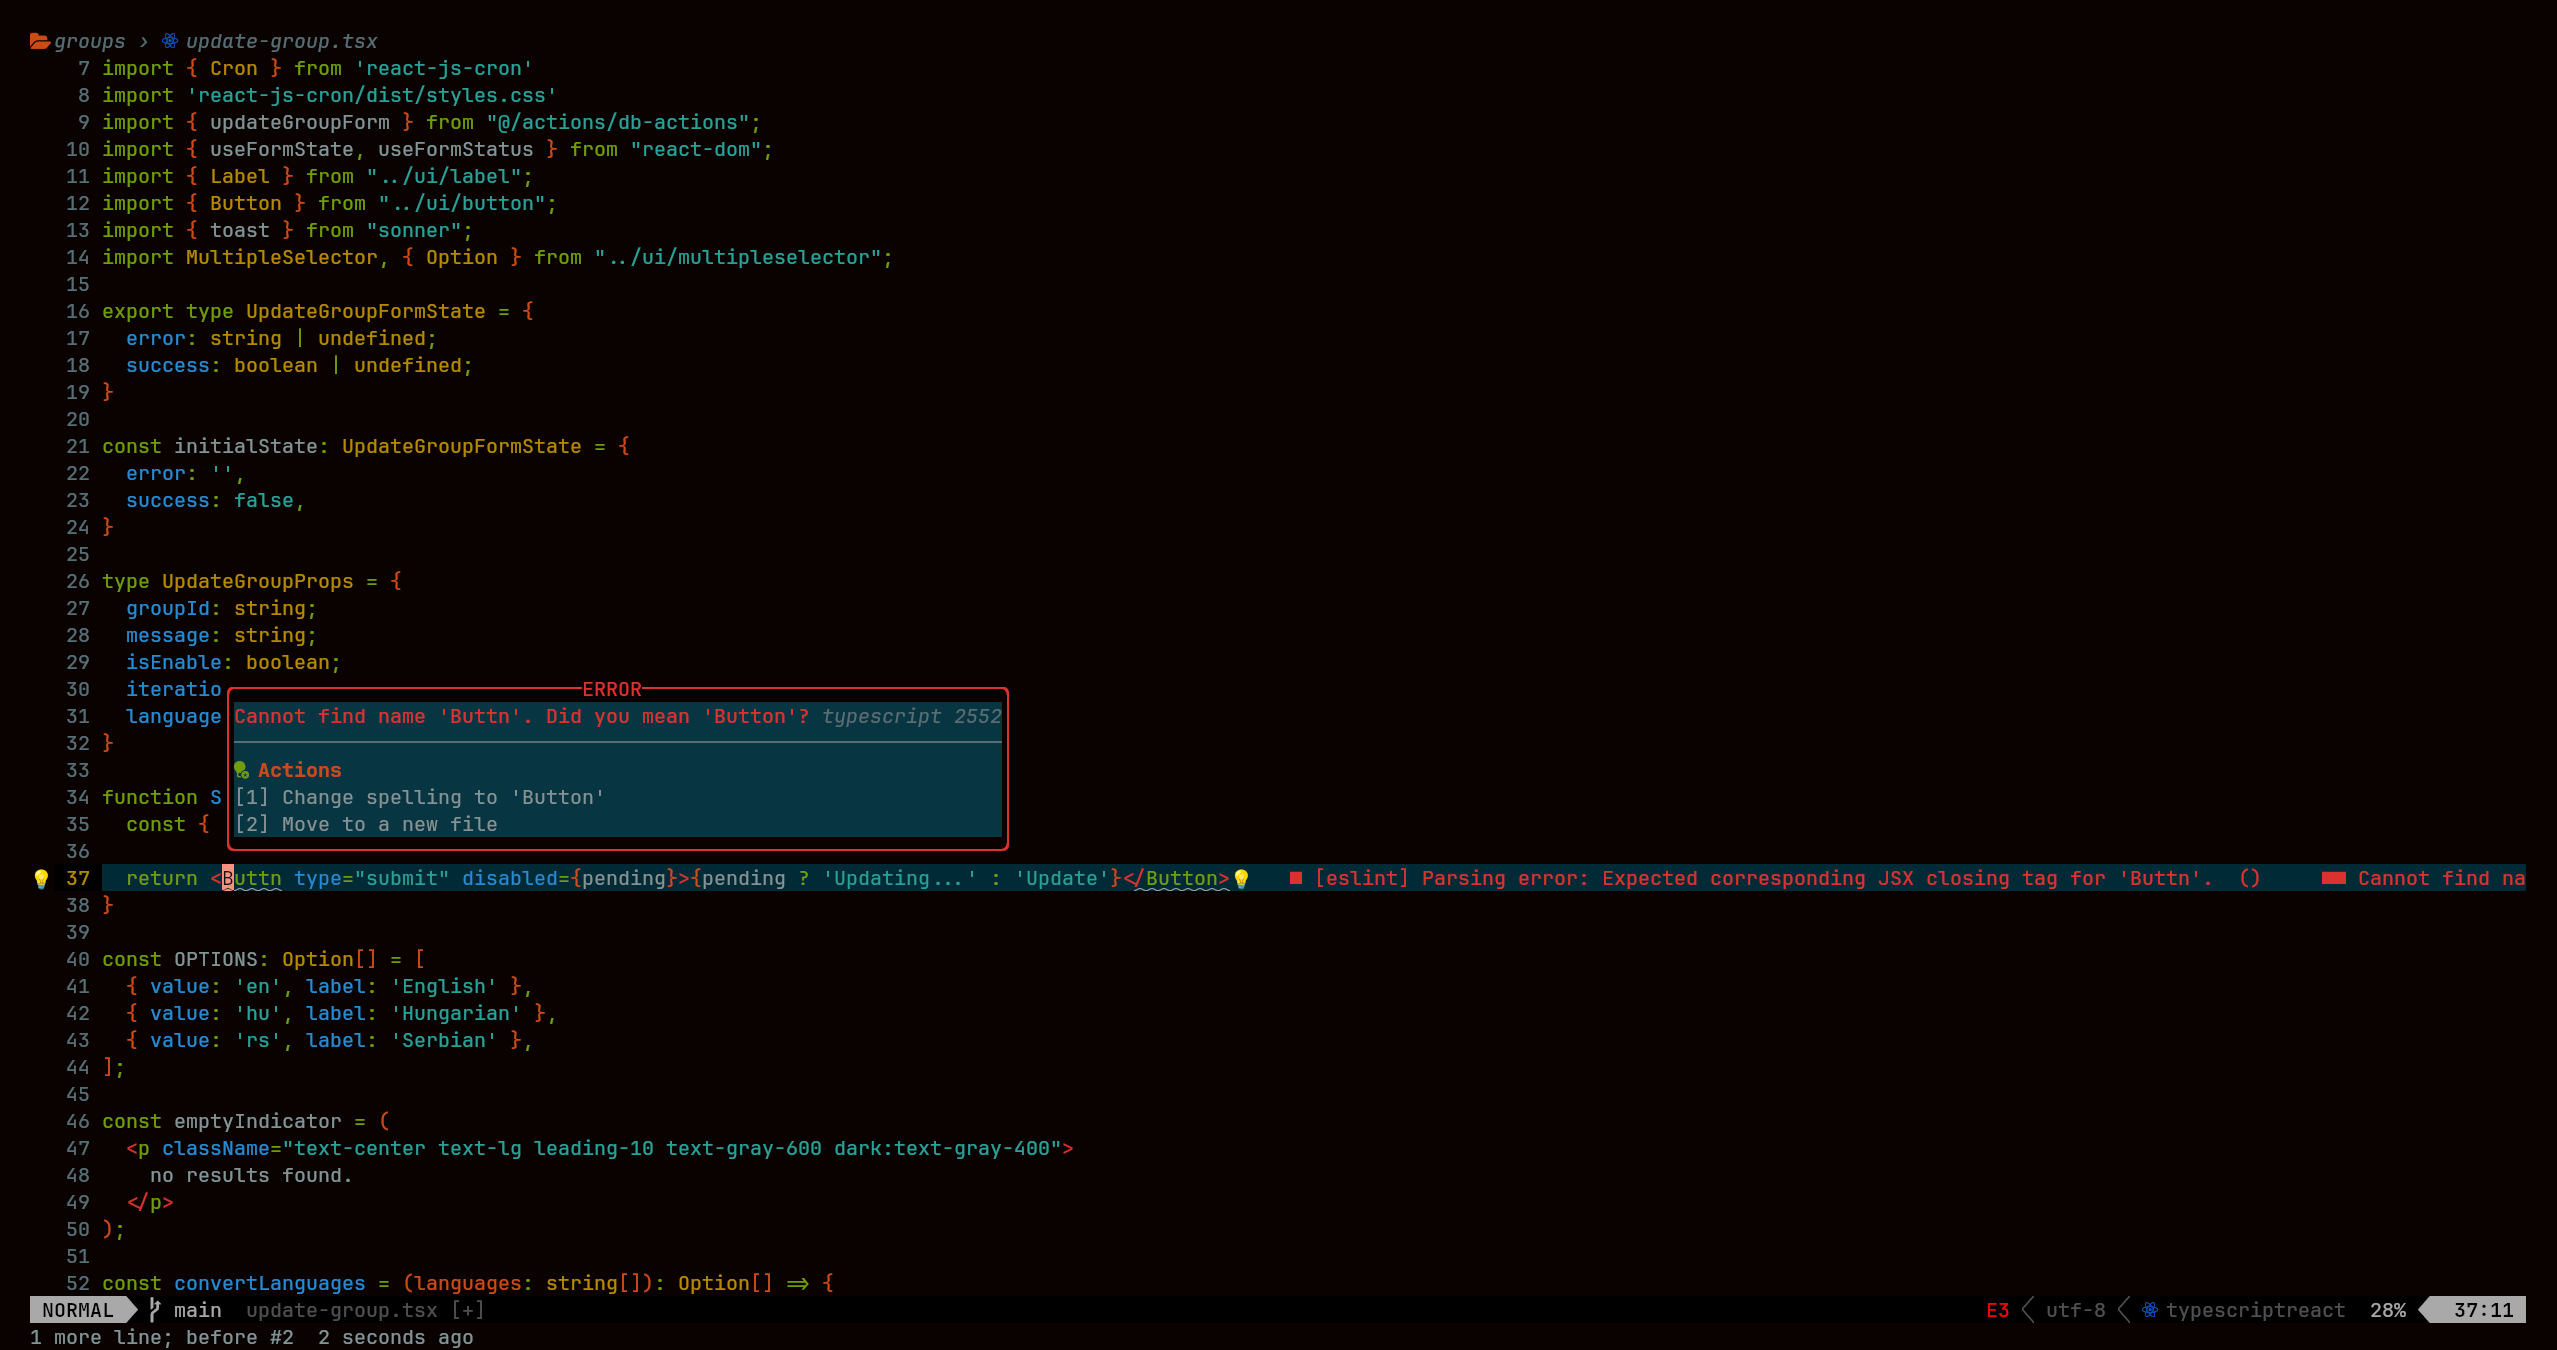 groups › update-group.tsx
7 import { Cron } from 'react-js-cron'
8 import 'react-js-cron/dist/styles.css'
9 import { updateGroupForm } from "@/actions/db-actions";
10 import { useFormState, useFormStatus } from "react-dom";
11 import { Label } from "../ui/label";
12 import { Button } from "../ui/button";
13 import { toast } from "sonner";
14 import MultipleSelector, { Option } from "../ui/multipleselector";
15
16 export type UpdateGroupFormState = {
17   error: string | undefined;
18   success: boolean | undefined;
19 }
20
21 const initialState: UpdateGroupFormState = {
22   error: '',
23   success: false,
24 }
25
26 type UpdateGroupProps = {
27   groupId: string;
28   message: string;
29   isEnable: boolean;
30   iteratio
ERROR
31   language
Cannot find name 'Buttn'. Did you mean 'Button'? typescript 2552
32 }
33
Actions
34 function S
[1] Change spelling to 'Button'
35   const {
[2] Move to a new file
36
37   return <Buttn type="submit" disabled={pending}>{pending ? 'Updating...' : 'Update'}</Button> ■ [eslint] Parsing error: Expected corresponding JSX closing tag for 'Buttn'. () ■■ Cannot find na
38 }
39
40 const OPTIONS: Option[] = [
41   { value: 'en', label: 'English' },
42   { value: 'hu', label: 'Hungarian' },
43   { value: 'rs', label: 'Serbian' },
44 ];
45
46 const emptyIndicator = (
47   <p className="text-center text-lg leading-10 text-gray-600 dark:text-gray-400">
48     no results found.
49   </p>
50 );
51
52 const convertLanguages = (languages: string[]): Option[] => {
NORMAL main update-group.tsx [+] E3 utf-8 typescriptreact 28% 37:11
1 more line; before #2  2 seconds ago